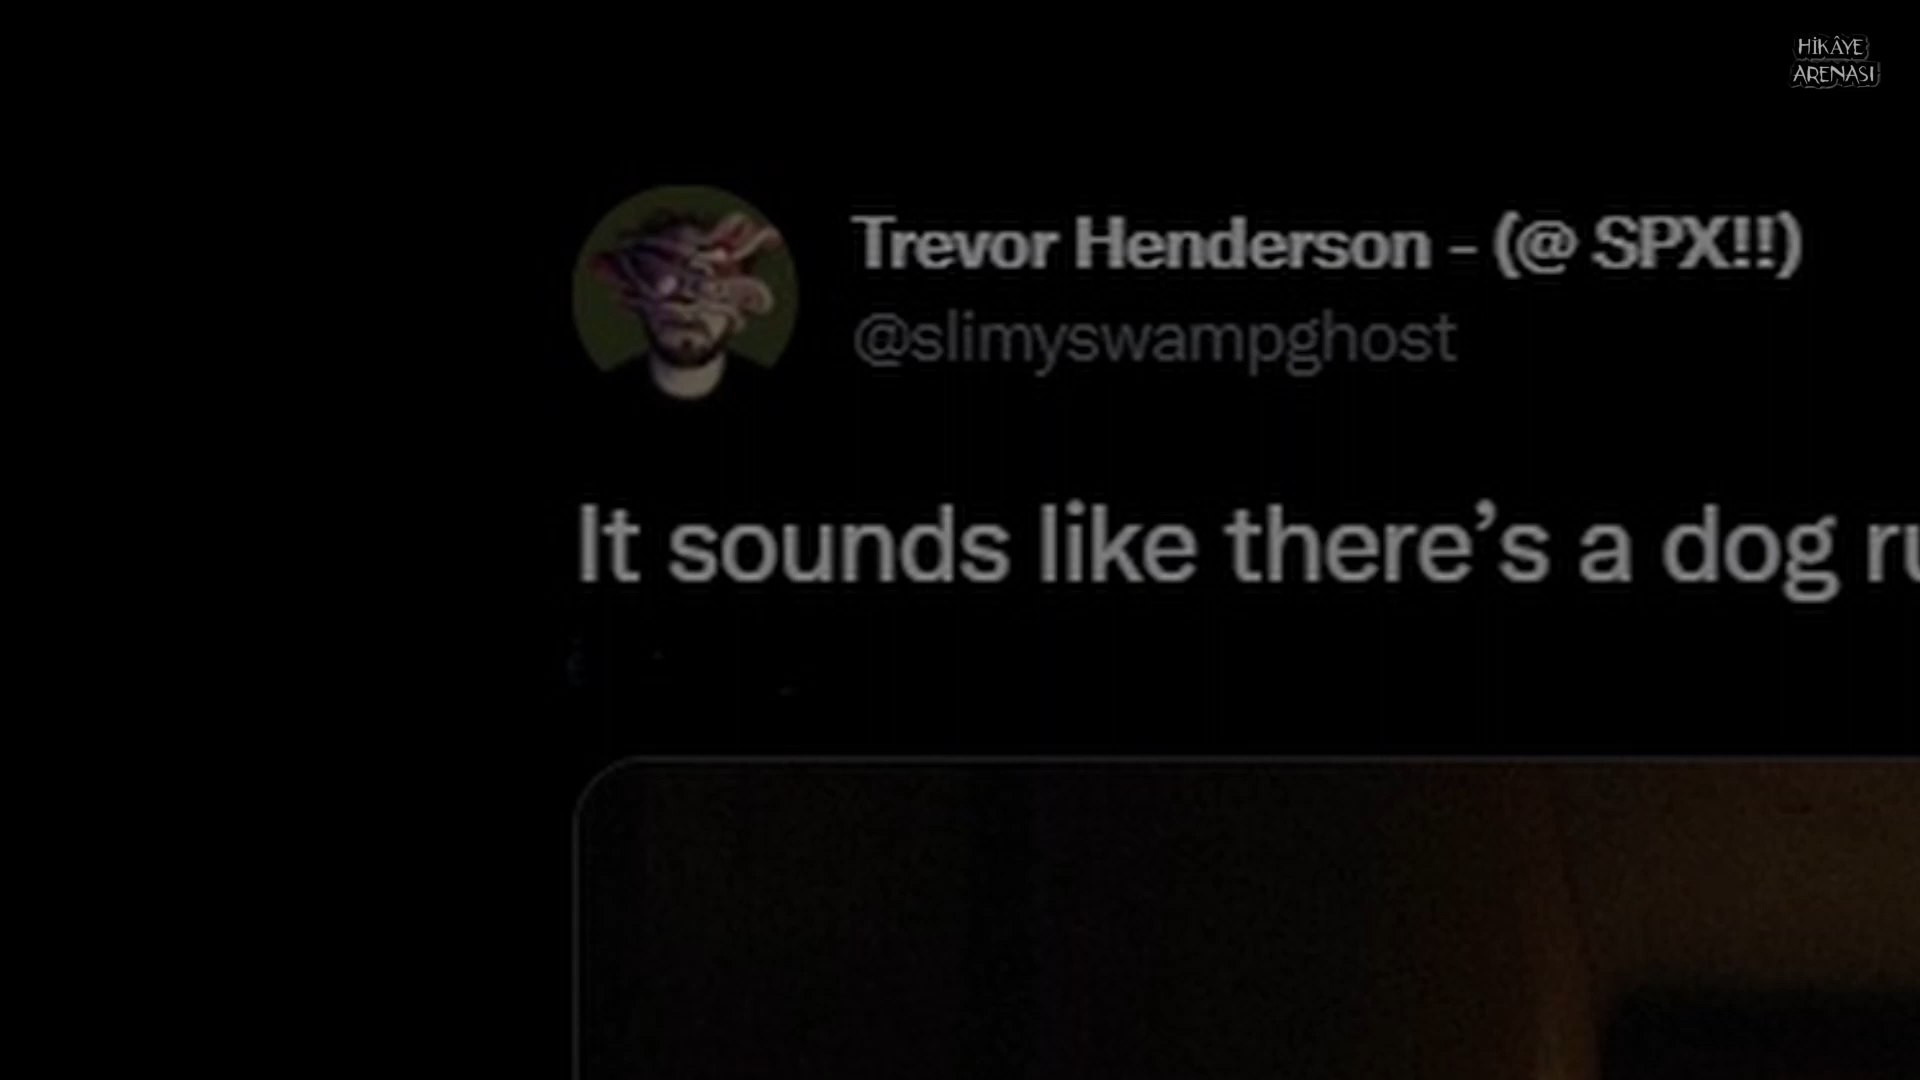 HİKÂYE
ARENASI
Trevor Henderson - (@ SPX!!)
@slimyswampghost
It sounds like there's a dog